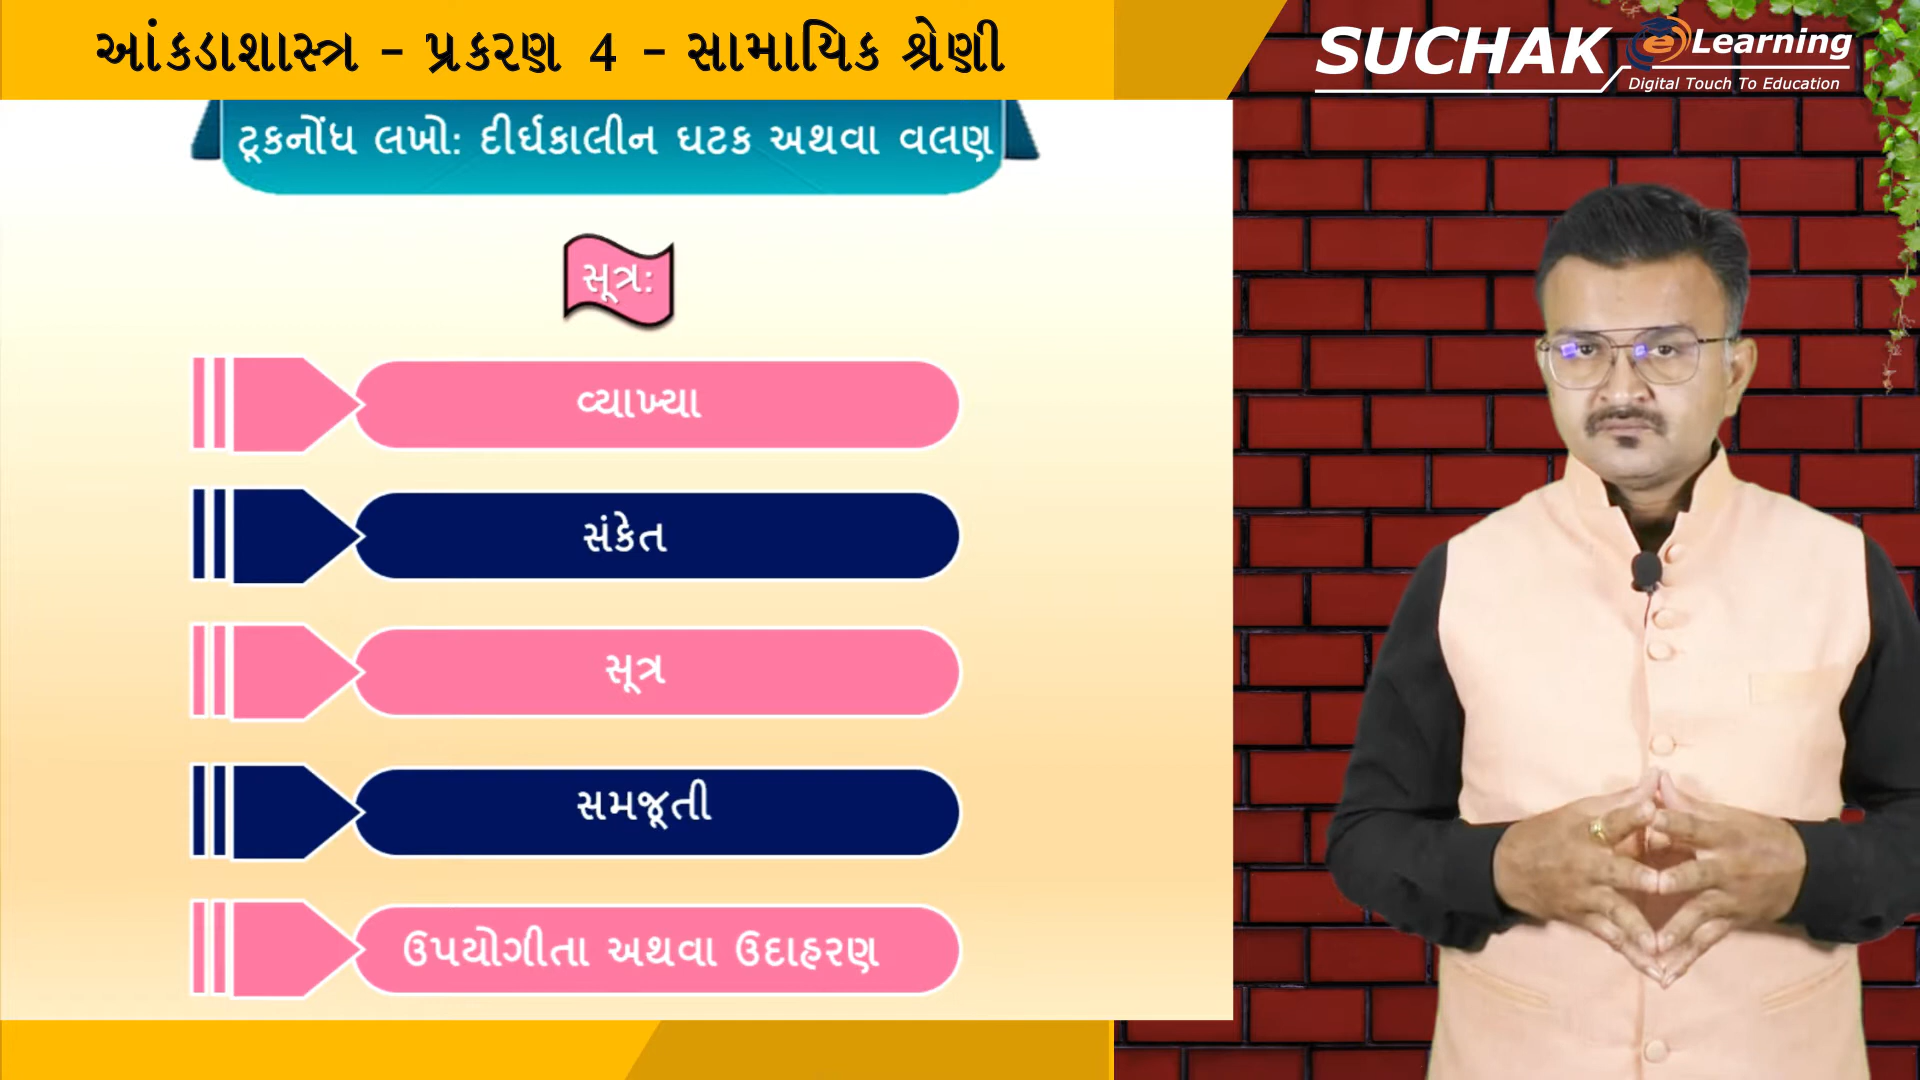 આંકડાશાસ્ત્ર - પ્રકરણ 4 - સામાયિક શ્રેણી
SUCHAK eLearning
Digital Touch To Education
ટૂકનોંધ લખો: દીર્ઘકાલીન ઘટક અથવા વલણ
સૂત્ર:
વ્યાખ્યા
સંકેત
સૂત્ર
સમજૂતી
ઉપયોગીતા અથવા ઉદાહરણ